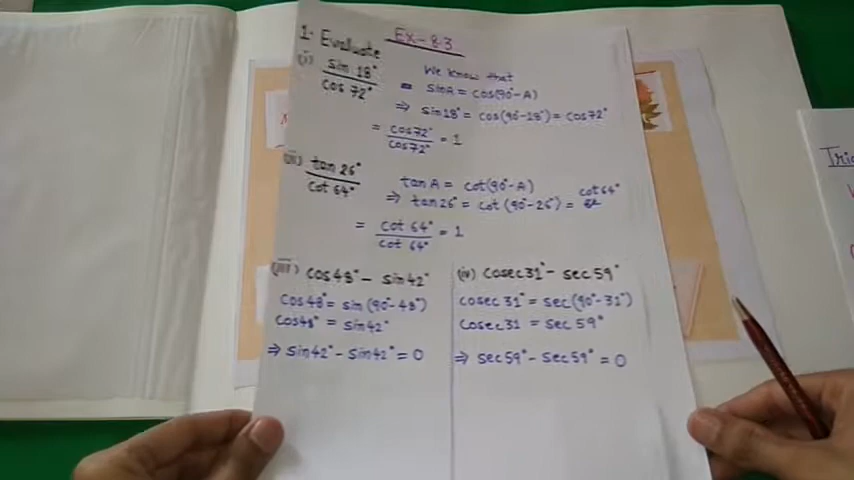 Ex-8.3
1. Evaluate
(i) sin 18° / cos 72°
We know that
= sinA = cos(90°-A)
⇒ sin18° = cos(90°-18°) = cos72°
= cos72° / cos72° = 1
(ii) tan 26° / cot 64°
tanA = cot(90°-A)
⇒ tan26° = cot(90°-26°) = cot64°
= cot 64° / cot 64° = 1
(iii) cos48° - sin42°
cos48° = sin(90°-48°)
cos48° = sin42°
⇒ sin42° - sin42° = 0
(iv) cosec31° - sec59°
cosec 31° = sec(90°-31°)
cosec 31 = sec 59°
⇒ sec59° - sec59° = 0